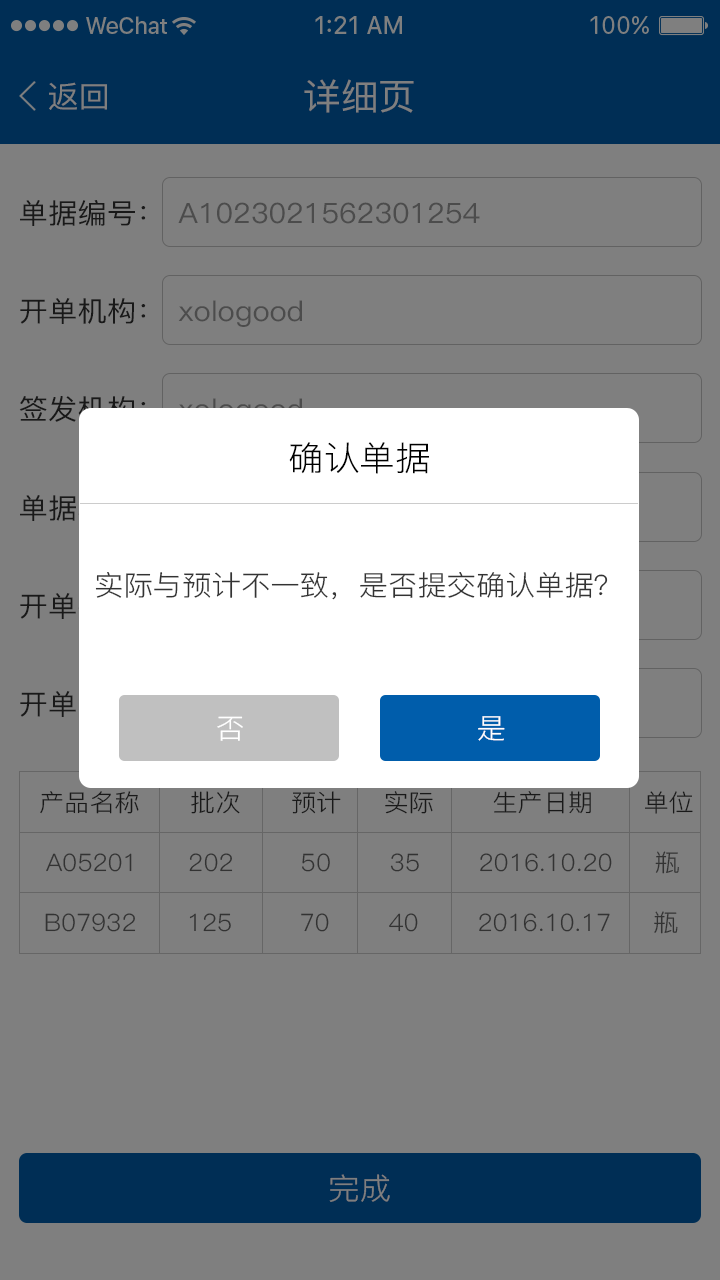 WeChat 1:21 AM 100%
返回 详细页
单据编号： A1023021562301254
开单机构： xologood
签发机构： xologood
确认单据
单据
实际与预计不一致，是否提交确认单据？
开单
开单
否 是
产品名称 批次 预计 实际 生产日期 单位
A05201 202 50 35 2016.10.20 瓶
B07932 125 70 40 2016.10.17 瓶
完成